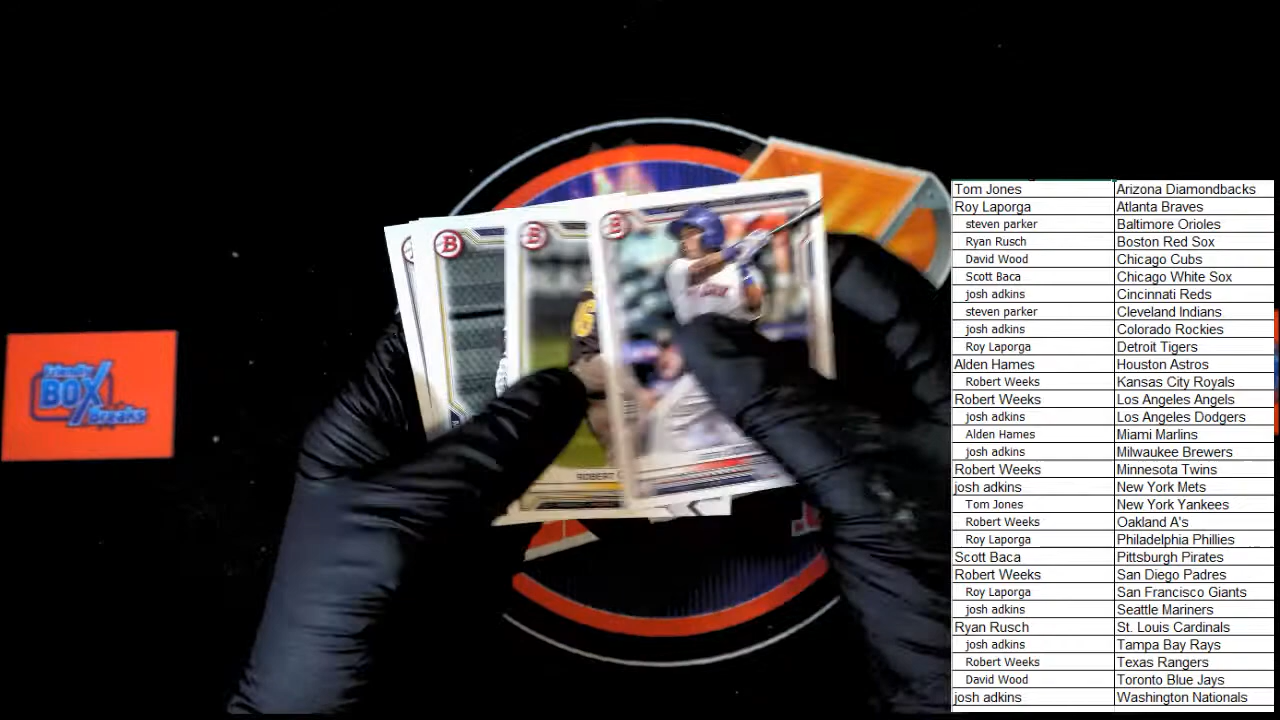 BOX
Breaks
B
B
B
6
ROBERT
Tom Jones Arizona Diamondbacks
Roy Laporga Atlanta Braves
steven parker Baltimore Orioles
Ryan Rusch Boston Red Sox
David Wood Chicago Cubs
Scott Baca Chicago White Sox
josh adkins Cincinnati Reds
steven parker Cleveland Indians
josh adkins Colorado Rockies
Roy Laporga Detroit Tigers
Alden Hames Houston Astros
Robert Weeks Kansas City Royals
Robert Weeks Los Angeles Angels
josh adkins Los Angeles Dodgers
Alden Hames Miami Marlins
josh adkins Milwaukee Brewers
Robert Weeks Minnesota Twins
josh adkins New York Mets
Tom Jones New York Yankees
Robert Weeks Oakland A's
Roy Laporga Philadelphia Phillies
Scott Baca Pittsburgh Pirates
Robert Weeks San Diego Padres
Roy Laporga San Francisco Giants
josh adkins Seattle Mariners
Ryan Rusch St. Louis Cardinals
josh adkins Tampa Bay Rays
Robert Weeks Texas Rangers
David Wood Toronto Blue Jays
josh adkins Washington Nationals